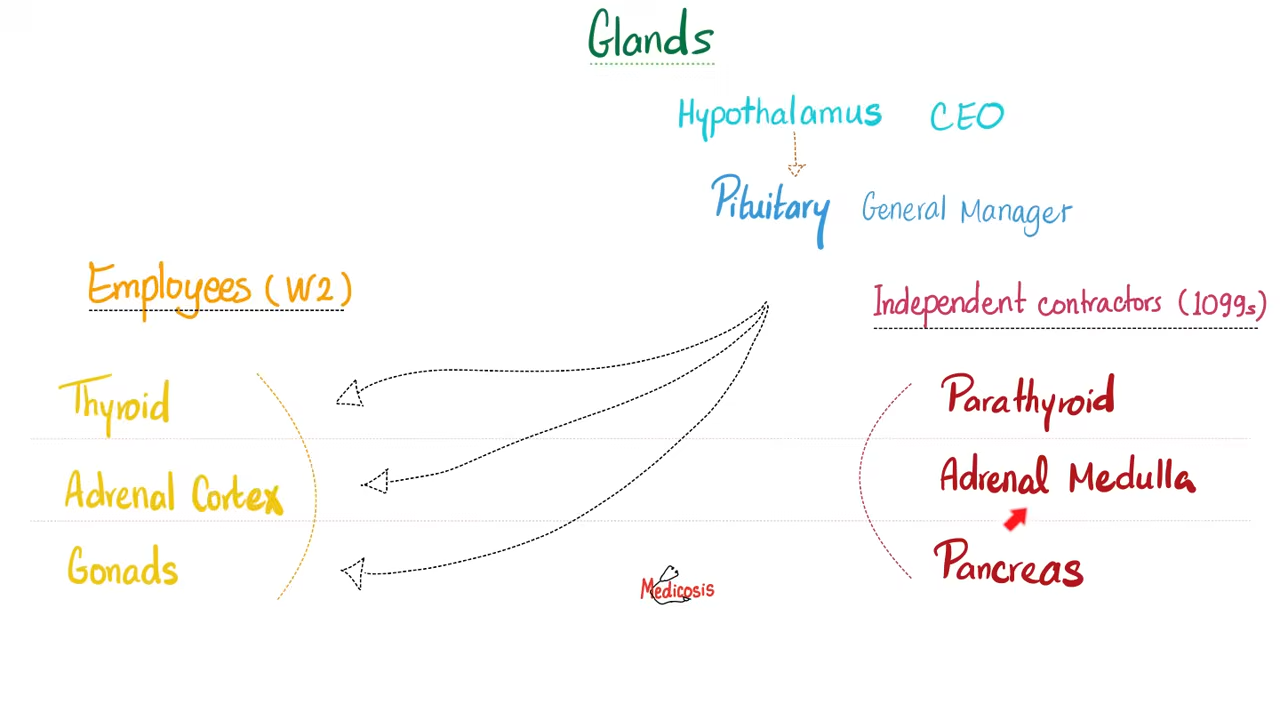 Glands
Hypothalamus CEO
Pituitary General Manager
Employees (W2)
Independent contractors (1099s)
Thyroid
Parathyroid
Adrenal Cortex
Adrenal Medulla
Gonads
Pancreas
Medicosis